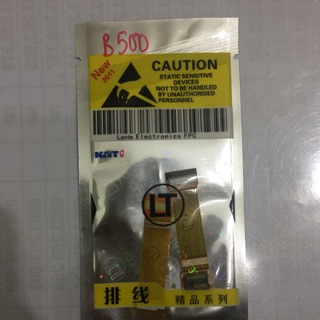 B500
New
2011
CAUTION
STATIC SENSITIVE
DEVICES
NOT TO BE HANDLED
BY UNAUTHORISED
PERSONNEL
Lante Electronics FPC
LT
排线
精品系列